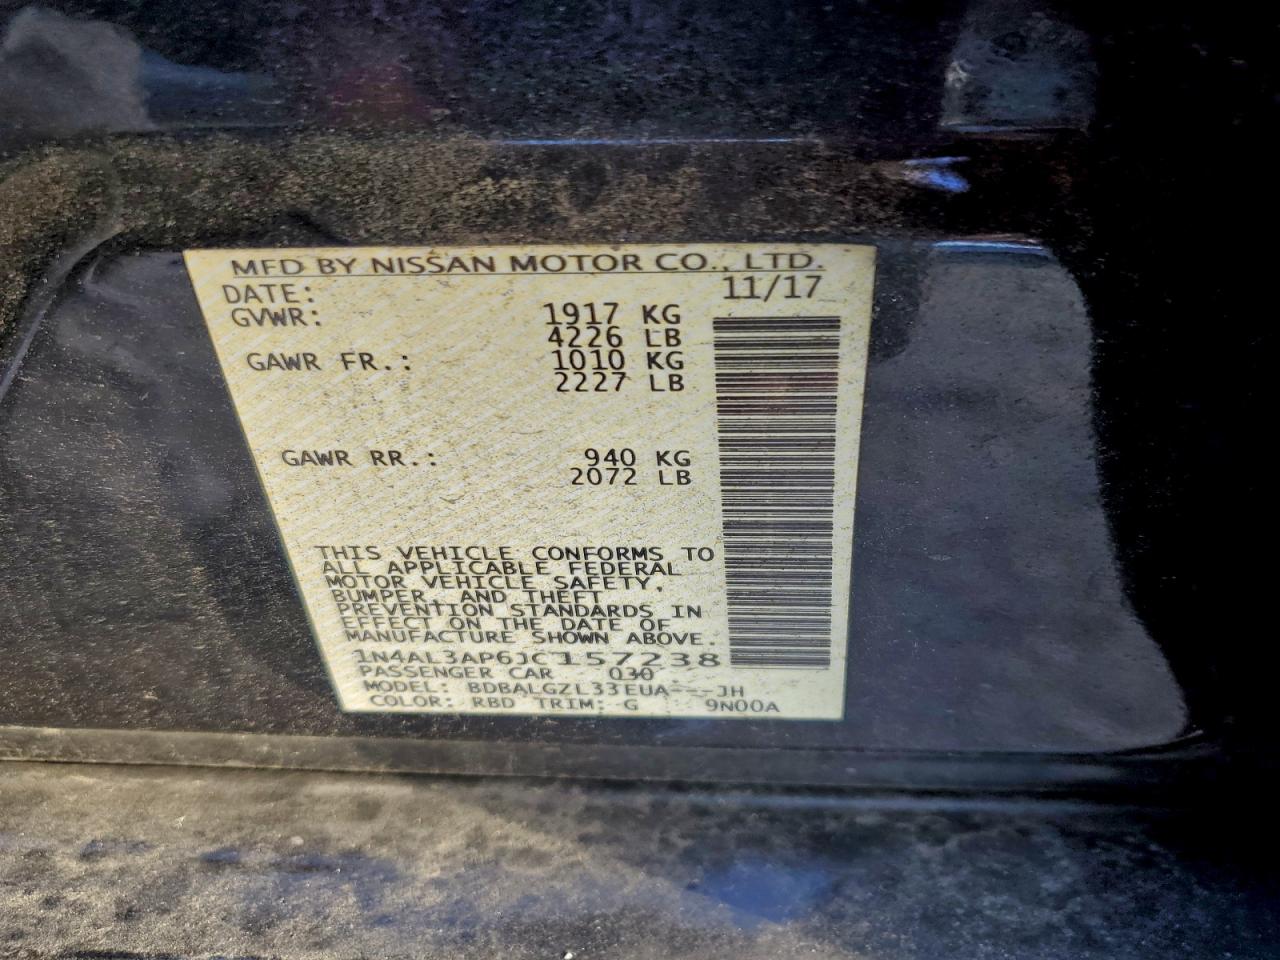 MFD BY NISSAN MOTOR CO., LTD.
DATE: 11/17
GVWR: 1917 KG
4226 LB
GAWR FR.: 1010 KG
2227 LB
GAWR RR.: 940 KG
2072 LB
THIS VEHICLE CONFORMS TO
ALL APPLICABLE FEDERAL
MOTOR VEHICLE SAFETY,
BUMPER, AND THEFT
PREVENTION STANDARDS IN
EFFECT ON THE DATE OF
MANUFACTURE SHOWN ABOVE.
1N4AL3AP6JC157238
PASSENGER CAR 030
MODEL: BDBALGZL33EUA---JH
COLOR: RBD TRIM: G 9N00A